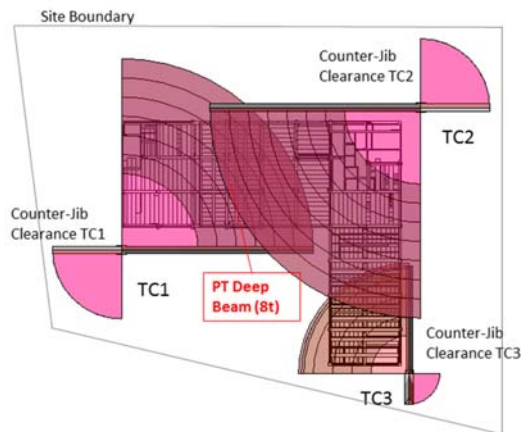 Site Boundary
Counter-Jib
Clearance TC2
TC2
Counter-Jib
Clearance TC1
TC1
PT Deep
Beam (8t)
Counter-Jib
Clearance TC3
TC3